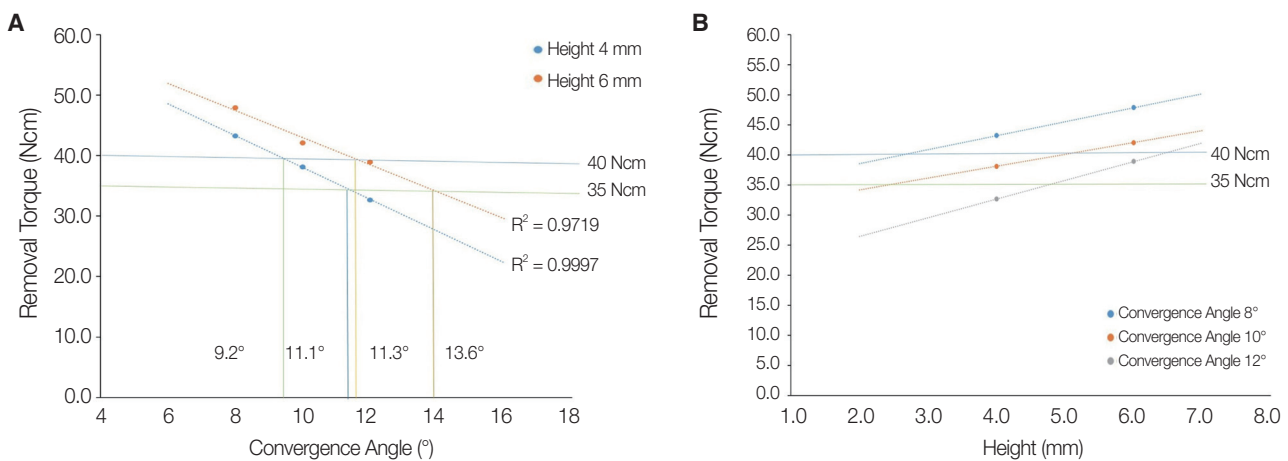 A
Removal Torque (Ncm)
60.0
50.0
40.0
30.0
20.0
10.0
0.0
Height 4 mm
Height 6 mm
40 Ncm
35 Ncm
R² = 0.9719
R² = 0.9997
9.2° 11.1° 11.3° 13.6°
4 6 8 10 12 14 16 18
Convergence Angle (°)
B
Removal Torque (Ncm)
60.0
55.0
50.0
45.0
40.0
35.0
30.0
25.0
20.0
15.0
10.0
5.0
0.0
40 Ncm
35 Ncm
Convergence Angle 8°
Convergence Angle 10°
Convergence Angle 12°
1.0 2.0 3.0 4.0 5.0 6.0 7.0 8.0
Height (mm)